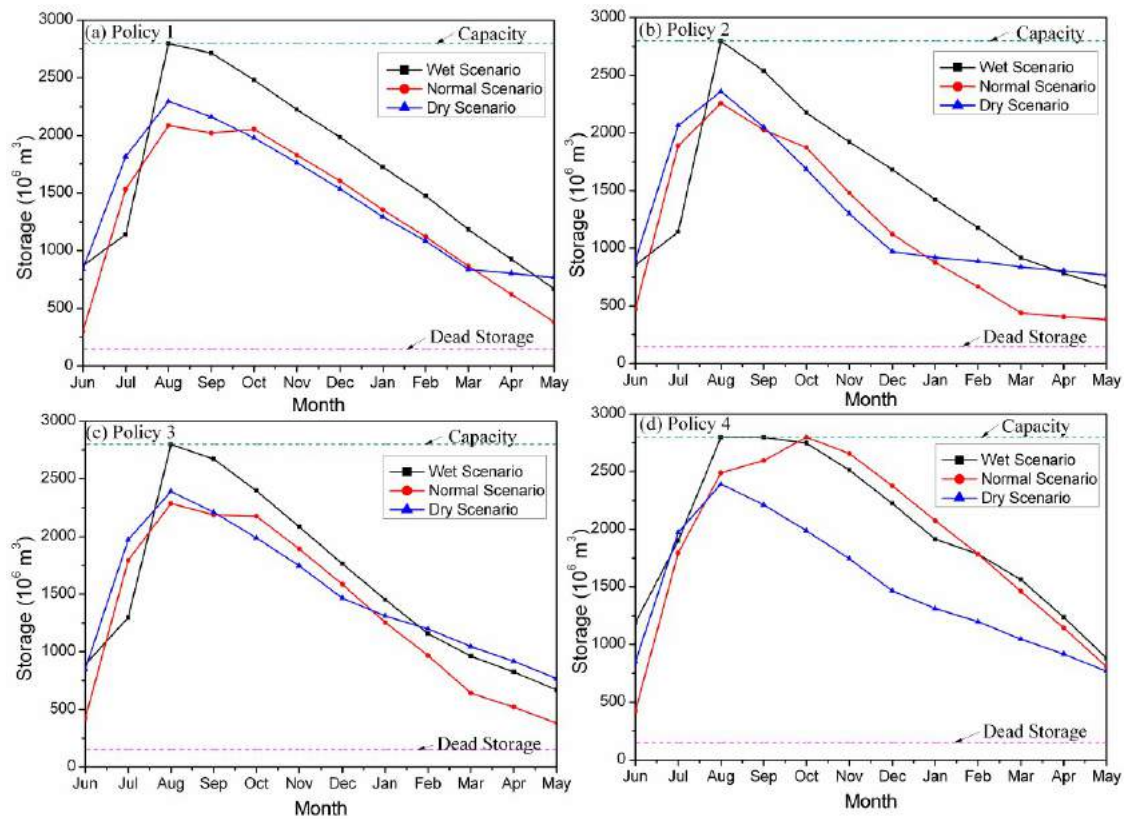 (a) Policy 1
Capacity
Wet Scenario
Normal Scenario
Dry Scenario
Dead Storage
3000
2500
2000
1500
1000
500
0
Storage (10⁶ m³)
Jun Jul Aug Sep Oct Nov Dec Jan Feb Mar Apr May
Month
(b) Policy 2
Capacity
Wet Scenario
Normal Scenario
Dry Scenario
Dead Storage
3000
2500
2000
1500
1000
500
0
Storage (10⁶ m³)
Jun Jul Aug Sep Oct Nov Dec Jan Feb Mar Apr May
Month
(c) Policy 3
Capacity
Wet Scenario
Normal Scenario
Dry Scenario
Dead Storage
3000
2500
2000
1500
1000
500
0
Storage (10⁶ m³)
Jun Jul Aug Sep Oct Nov Dec Jan Feb Mar Apr May
Month
(d) Policy 4
Capacity
Wet Scenario
Normal Scenario
Dry Scenario
Dead Storage
3000
2500
2000
1500
1000
500
0
Storage (10⁶ m³)
Jun Jul Aug Sep Oct Nov Dec Jan Feb Mar Apr May
Month